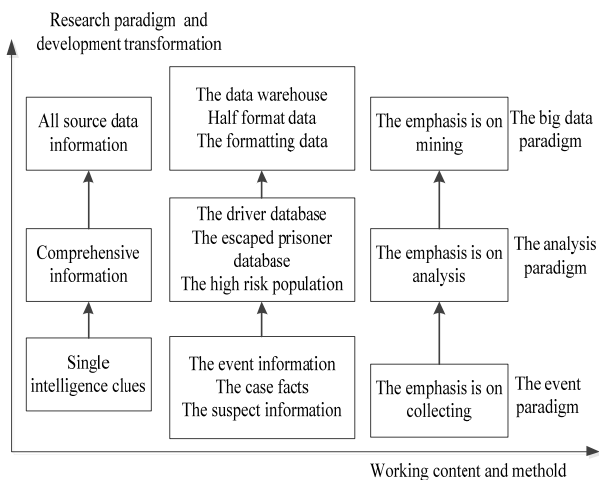 Research paradigm and
development transformation
All source data
information
The data warehouse
Half format data
The formatting data
The emphasis is on
mining
The big data
paradigm
Comprehensive
information
The driver database
The escaped prisoner
database
The high risk population
The emphasis is on
analysis
The analysis
paradigm
Single
intelligence clues
The event information
The case facts
The suspect information
The emphasis is on
collecting
The event
paradigm
Working content and methold